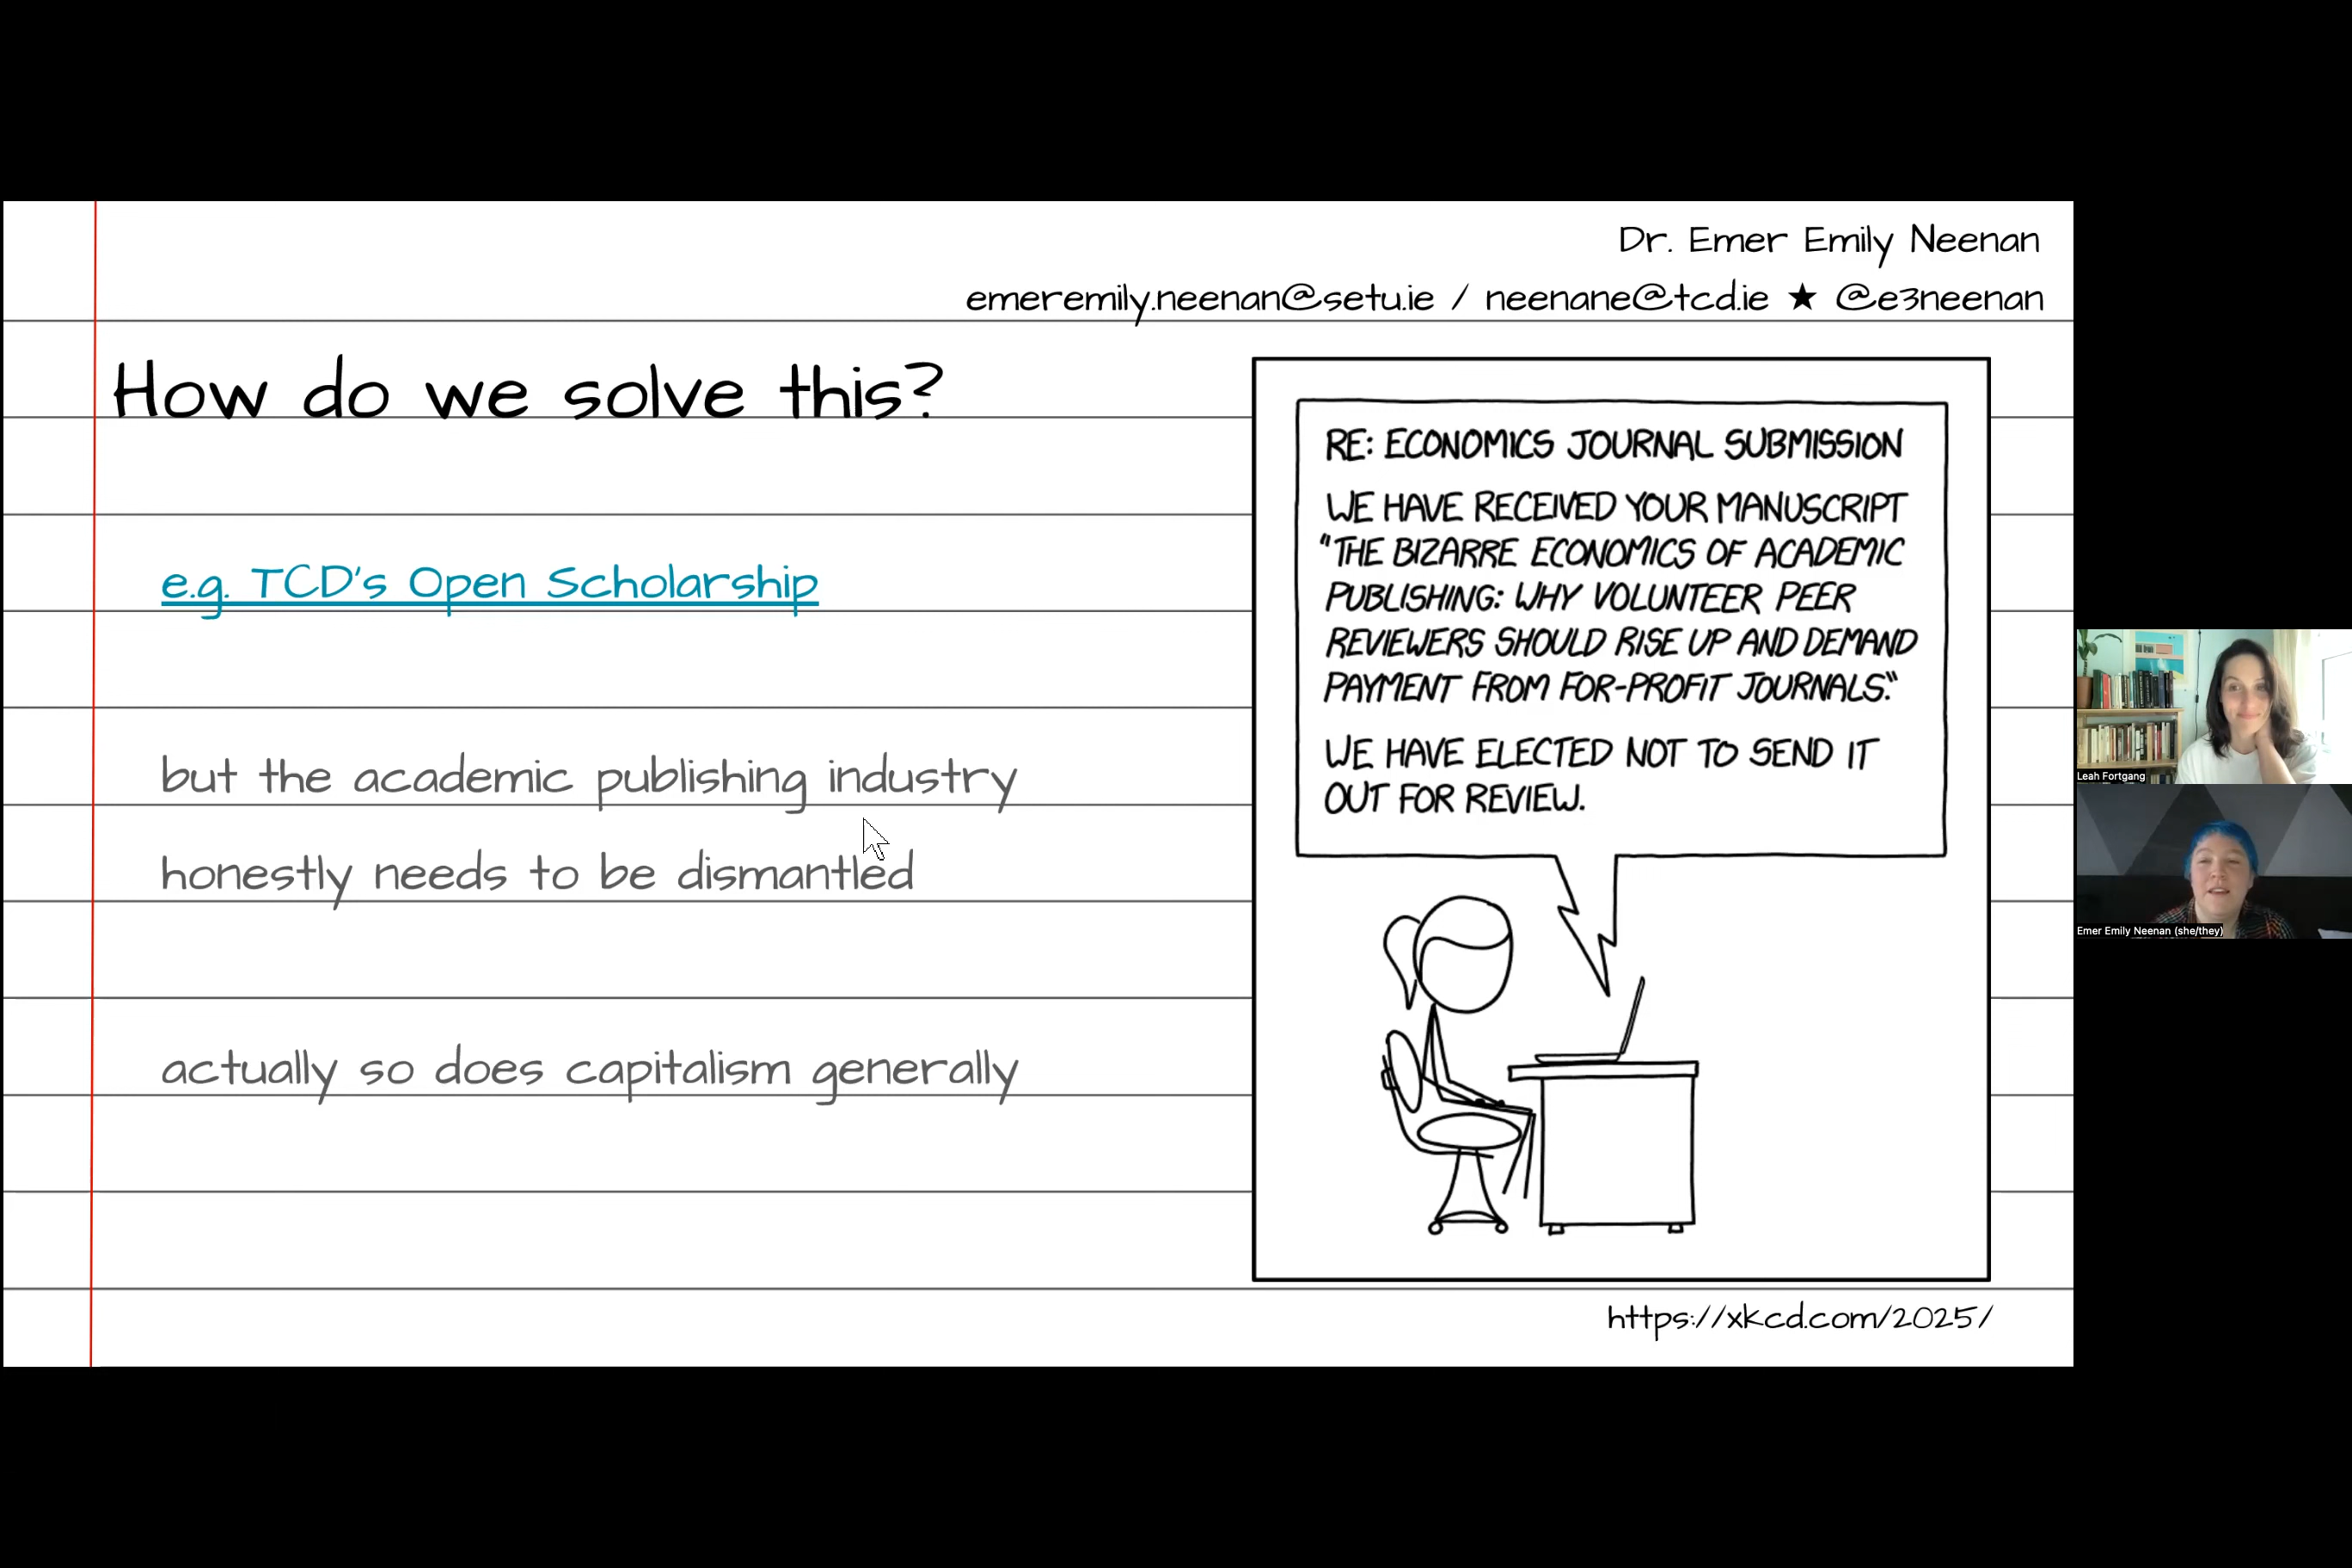 Dr. Emer Emily Neenan
emeremily.neenan@setu.ie / neenane@tcd.ie ★ @e3neenan
How do we solve this?
e.g. TCD's Open Scholarship
but the academic publishing industry
honestly needs to be dismantled
actually so does capitalism generally
RE: ECONOMICS JOURNAL SUBMISSION
WE HAVE RECEIVED YOUR MANUSCRIPT
"THE BIZARRE ECONOMICS OF ACADEMIC
PUBLISHING: WHY VOLUNTEER PEER
REVIEWERS SHOULD RISE UP AND DEMAND
PAYMENT FROM FOR-PROFIT JOURNALS."
WE HAVE ELECTED NOT TO SEND IT
OUT FOR REVIEW.
https://xkcd.com/2025/
Leah Fortgang
Emer Emily Neenan (she/they)